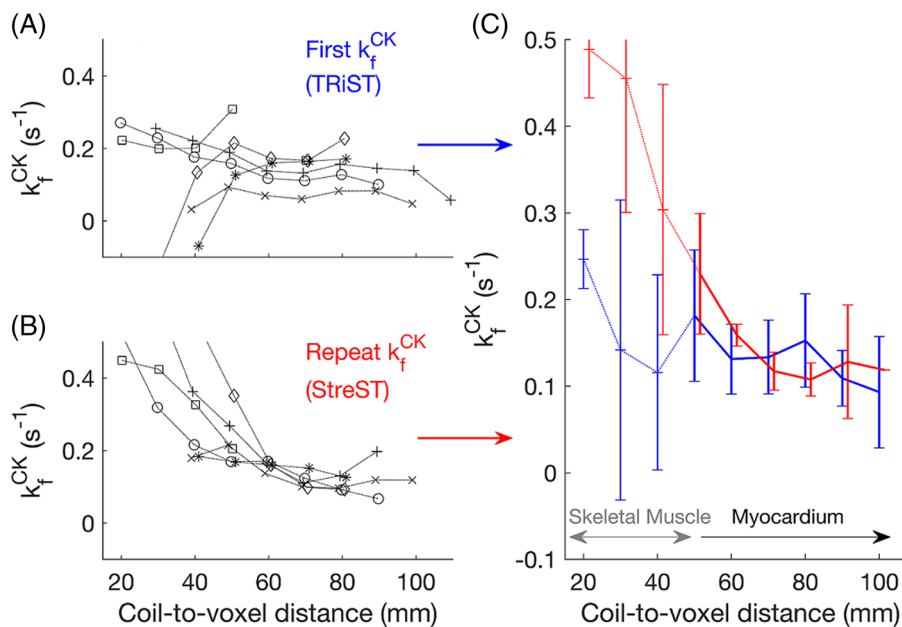 (A)
First k_f^CK
(TRiST)
0.4
0.2
0
k_f^CK (s⁻¹)
(B)
Repeat k_f^CK
(StreST)
0.4
0.2
0
k_f^CK (s⁻¹)
20 40 60 80 100
Coil-to-voxel distance (mm)
(C)
0.5
0.4
0.3
0.2
0.1
0
-0.1
k_f^CK (s⁻¹)
Skeletal Muscle Myocardium
20 40 60 80 100
Coil-to-voxel distance (mm)